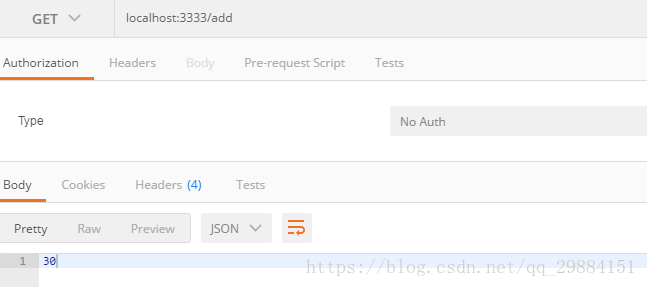 GET localhost:3333/add
Authorization Headers Body Pre-request Script Tests
Type No Auth
Body Cookies Headers (4) Tests
Pretty Raw Preview JSON
1 30
https://blog.csdn.net/qq_29884151